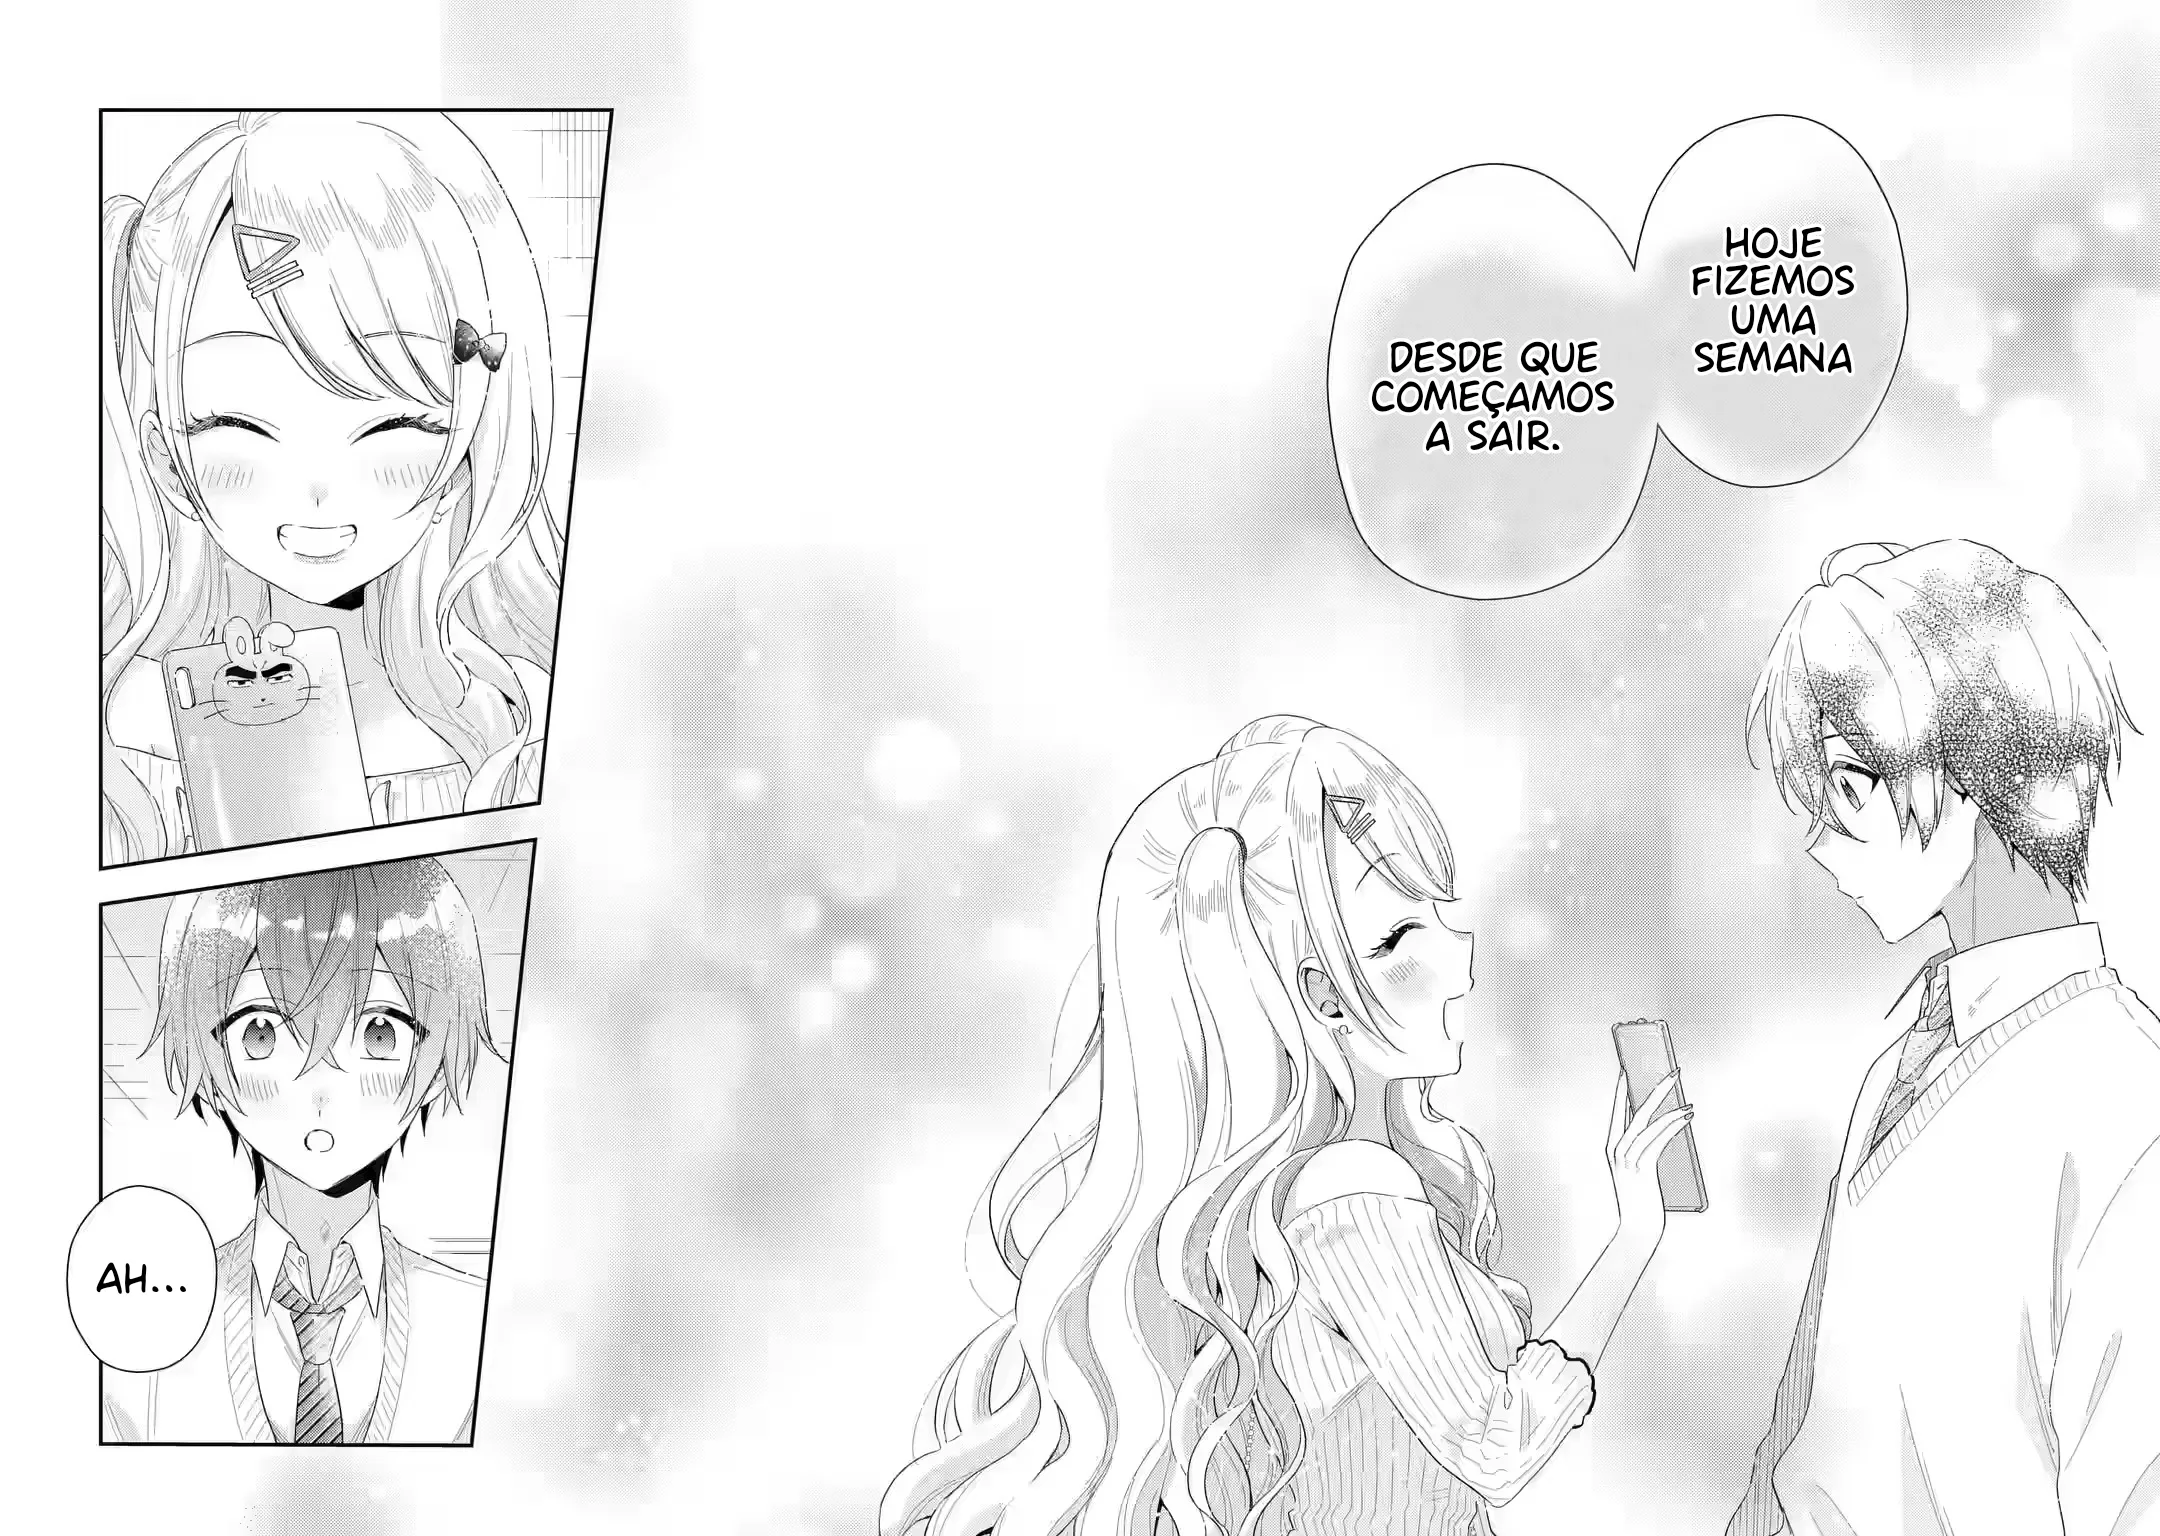 HOJE
FIZEMOS
UMA
SEMANA
DESDE QUE
COMEÇAMOS
A SAIR.
AH...